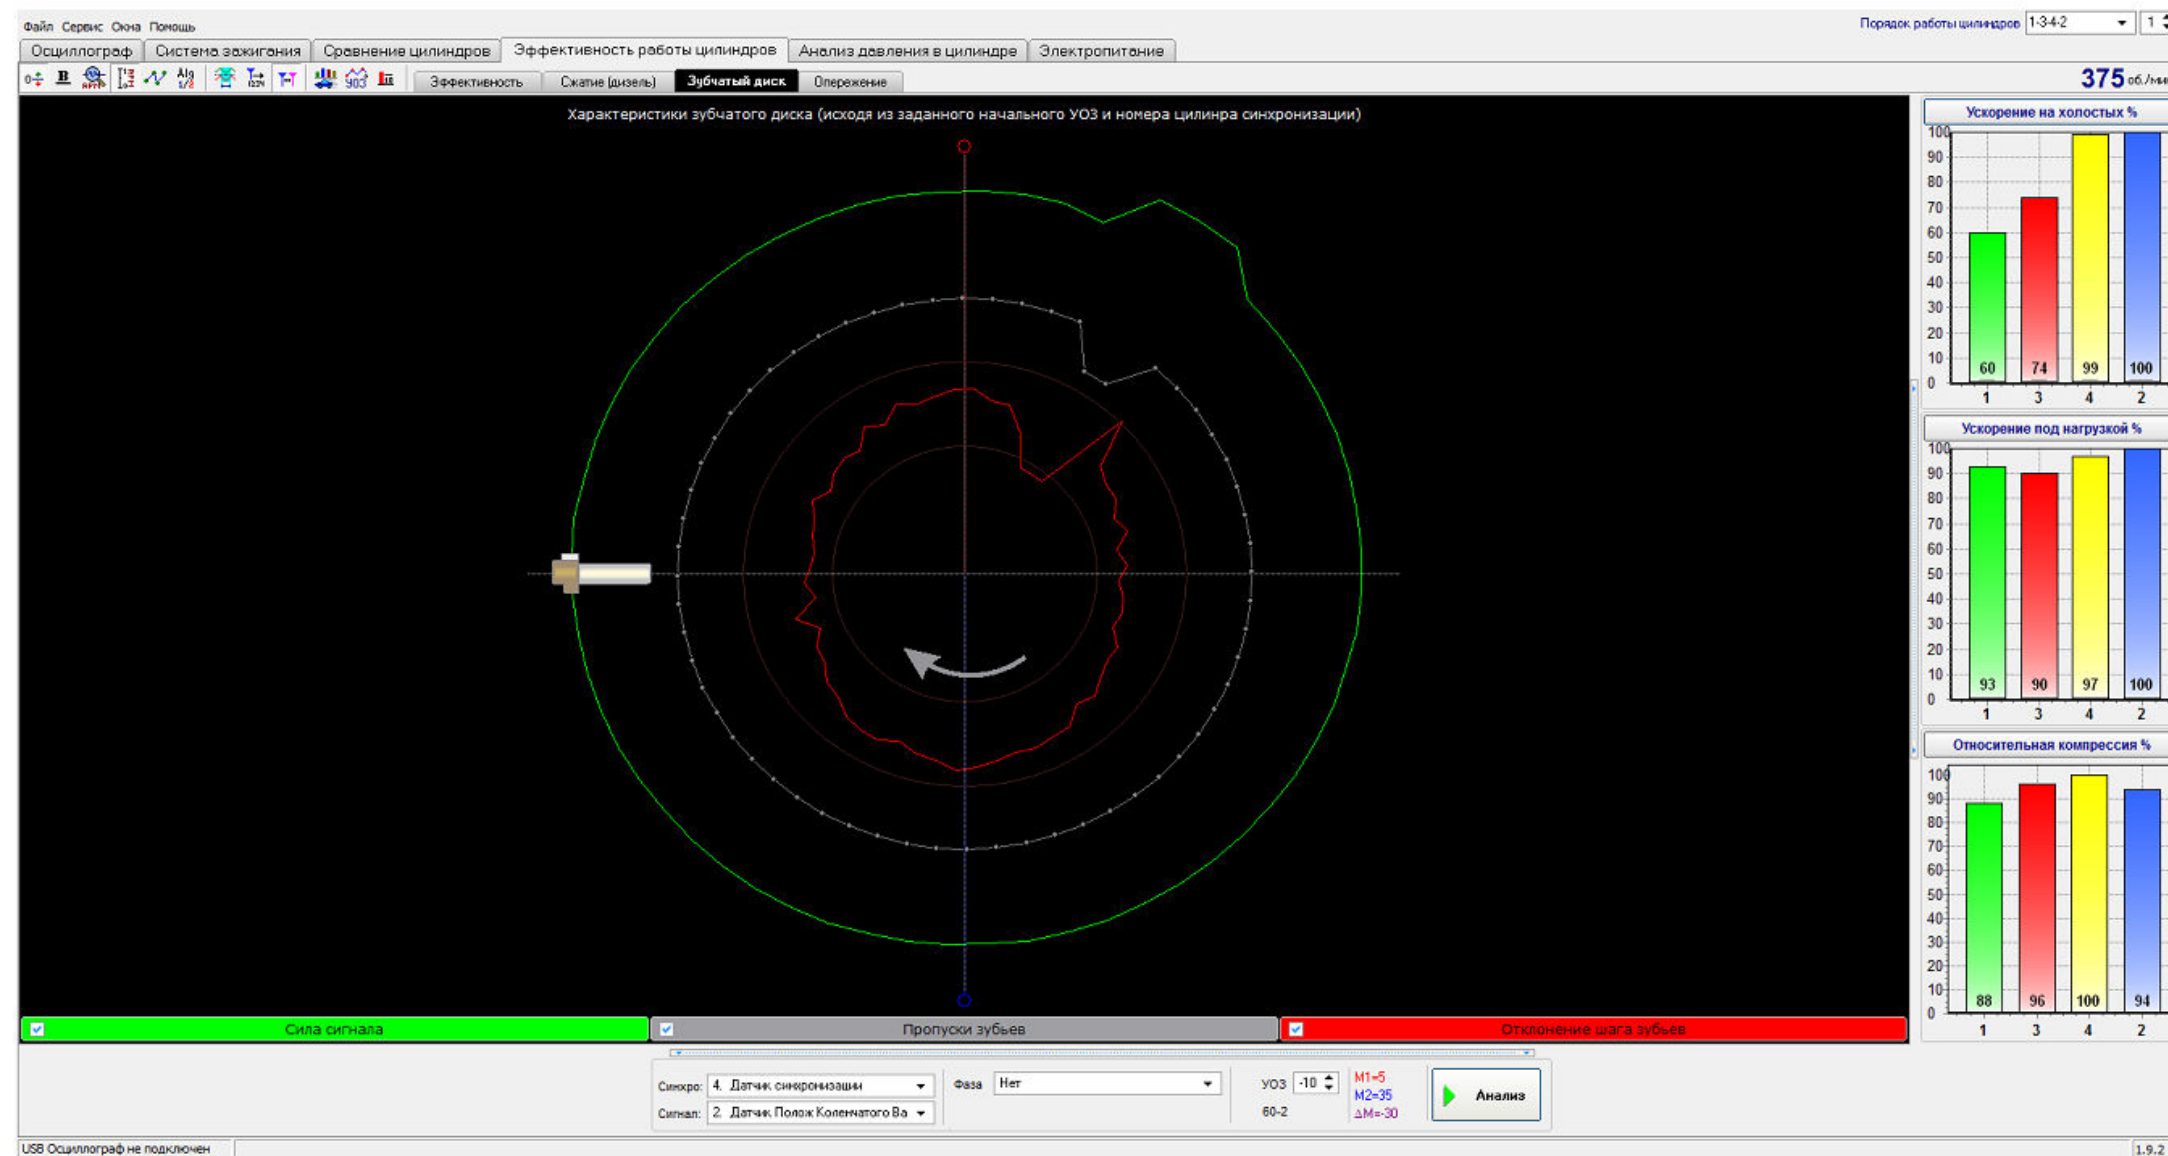 Файл Сервис Окна Помощь
Порядок работы цилиндров 1-3-4-2 1
Осциллограф Система зажигания Сравнение цилиндров Эффективность работы цилиндров Анализ давления в цилиндре Электропитание
Эффективность Сжатие (дизель) Зубчатый диск Опережение
375 об./ми
Характеристики зубчатого диска (исходя из заданного начального УОЗ и номера цилинра синхронизации)
Ускорение на холостых %
100
90
80
70
60
50
40
30
20
10
0
60 74 99 100
1 3 4 2
Ускорение под нагрузкой %
100
90
80
70
60
50
40
30
20
10
0
93 90 97 100
1 3 4 2
Относительная компрессия %
100
90
80
70
60
50
40
30
20
10
0
88 96 100 94
1 3 4 2
Сила сигнала Пропуски зубьев Отклонение шага зубьев
Синхро: 4. Датчик синхронизации Фаза Нет УОЗ -10 M1=5
M2=35
Сигнал: 2. Датчик Полож Коленчатого Ва 60-2 ΔM=-30
Анализ
USB Осциллограф не подключен 1.9.2